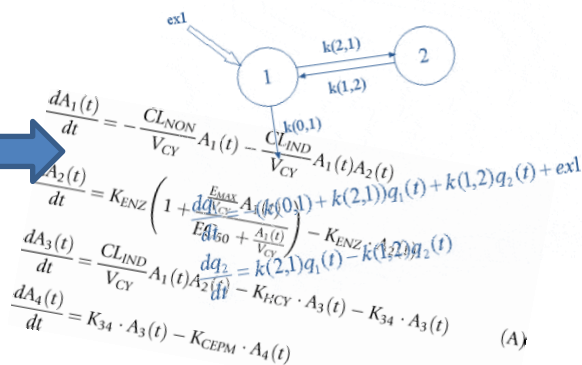 ex1
k(2,1)
1
2
k(1,2)
k(0,1)
dA₁(t)/dt = − CL_NON/V_CY A₁(t) − CL_IND/V_CY A₁(t)A₂(t)
A₂(t)/dt = K_ENZ (1 + E_MAX/V_CY A₁(t) / EC50 + A₁(t)/V_CY) − K_ENZ · A₂(t)
dq₁/dt = −(k(0,1) + k(2,1))q₁(t) + k(1,2)q₂(t) + ex1
dA₃(t)/dt = CL_IND/V_CY A₁(t)A₂(t) − K_HCY · A₃(t) − K₃₄ · A₃(t)
dq₂/dt = k(2,1)q₁(t) − k(1,2)q₂(t)
dA₄(t)/dt = K₃₄ · A₃(t) − K_CEPM · A₄(t)
(A)